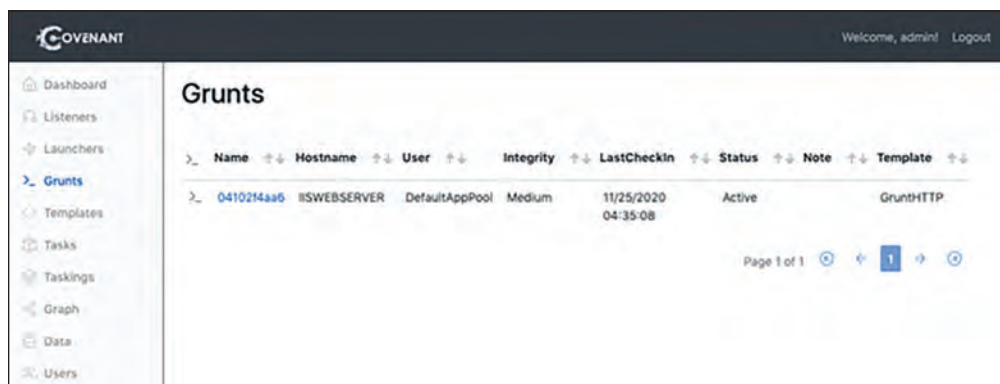 COVENANT
Welcome, admin! Logout
Dashboard
Listeners
Launchers
Grunts
Templates
Tasks
Taskings
Graph
Data
Users
Grunts
Name Hostname User Integrity LastCheckIn Status Note Template
04102f4aa6 IISWEBSERVER DefaultAppPool Medium 11/25/2020 Active GruntHTTP
04:35:08
Page 1 of 1 1